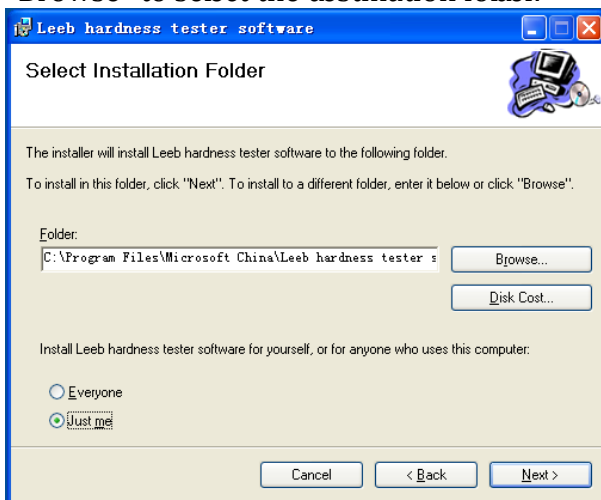 Browse" to select the destination folder.
Leeb hardness tester software
Select Installation Folder
The installer will install Leeb hardness tester software to the following folder.
To install in this folder, click "Next". To install to a different folder, enter it below or click "Browse".
Folder:
C:\Program Files\Microsoft China\Leeb hardness tester s
Browse...
Disk Cost...
Install Leeb hardness tester software for yourself, or for anyone who uses this computer:
Everyone
Just me
Cancel
< Back
Next >